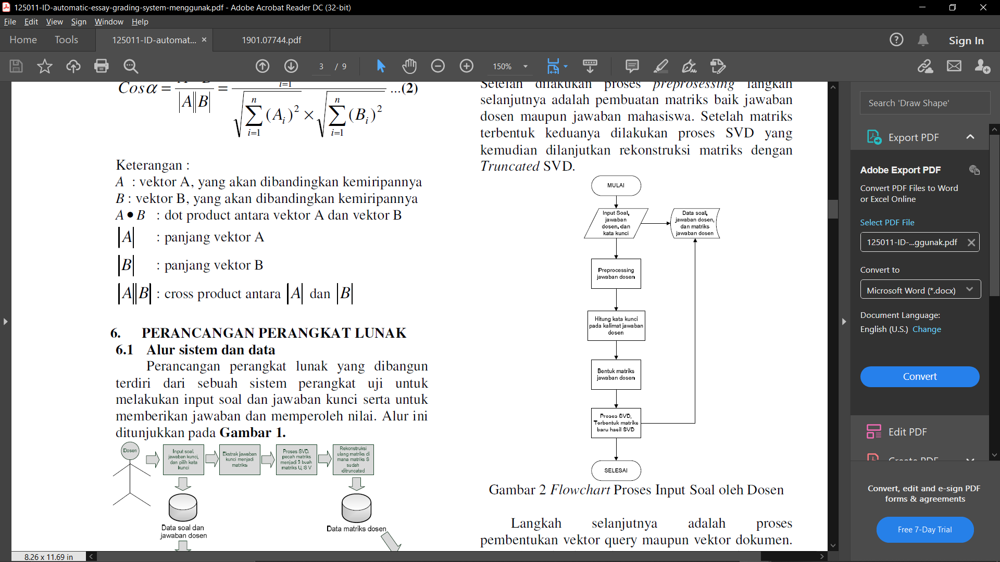 125011-ID-automatic-essay-grading-system-menggunak.pdf - Adobe Acrobat Reader DC (32-bit)
File Edit View Sign Window Help
Home Tools 125011-ID-automat... × 1901.07744.pdf Sign In
3 / 9 150%
Cosα = |A||B| = i=1 √ n ∑ i=1 (Ai)² × √ n ∑ i=1 (Bi)² ...(2)
Keterangan :
A : vektor A, yang akan dibandingkan kemiripannya
B : vektor B, yang akan dibandingkan kemiripannya
A • B : dot product antara vektor A dan vektor B
|A| : panjang vektor A
|B| : panjang vektor B
|A||B| : cross product antara |A| dan |B|
6. PERANCANGAN PERANGKAT LUNAK
6.1 Alur sistem dan data
Perancangan perangkat lunak yang dibangun
terdiri dari sebuah sistem perangkat uji untuk
melakukan input soal dan jawaban kunci serta untuk
memberikan jawaban dan memperoleh nilai. Alur ini
ditunjukkan pada Gambar 1.
Dosen
Input soal,
jawaban kunci,
dan pilih kata
kunci
Ekstrak jawaban
kunci menjadi
matriks
Proses SVD,
pecah matriks
menjadi 3 buah
matriks U, S V
Rekonstruksi
ulang matriks di
mana matriks S
sudah
ditruncated
Data soal dan
jawaban dosen
Data matriks dosen
Setelah dilakukan proses preprosessing langkah
selanjutnya adalah pembuatan matriks baik jawaban
dosen maupun jawaban mahasiswa. Setelah matriks
terbentuk keduanya dilakukan proses SVD yang
kemudian dilanjutkan rekonstruksi matriks dengan
Truncated SVD.
MULAI
Input Soal,
jawaban
dosen, dan
kata kunci
Data soal,
jawaban dosen,
dan matriks
jawaban dosen
Preprocessing
jawaban dosen
Hitung kata kunci
pada kalimat jawaban
dosen
Bentuk matriks
jawaban dosen
Proses SVD,
Terbentuk matriks
baru hasil SVD
SELESAI
Gambar 2 Flowchart Proses Input Soal oleh Dosen
Langkah selanjutnya adalah proses
pembentukan vektor query maupun vektor dokumen.
8.26 x 11.69 in
Search 'Draw Shape'
Export PDF
Adobe Export PDF
Convert PDF Files to Word
or Excel Online
Select PDF File
125011-ID-...ggunak.pdf
Convert to
Microsoft Word (*.docx)
Document Language:
English (U.S.) Change
Convert
Edit PDF
Create PDF
Convert, edit and e-sign PDF
forms & agreements
Free 7-Day Trial